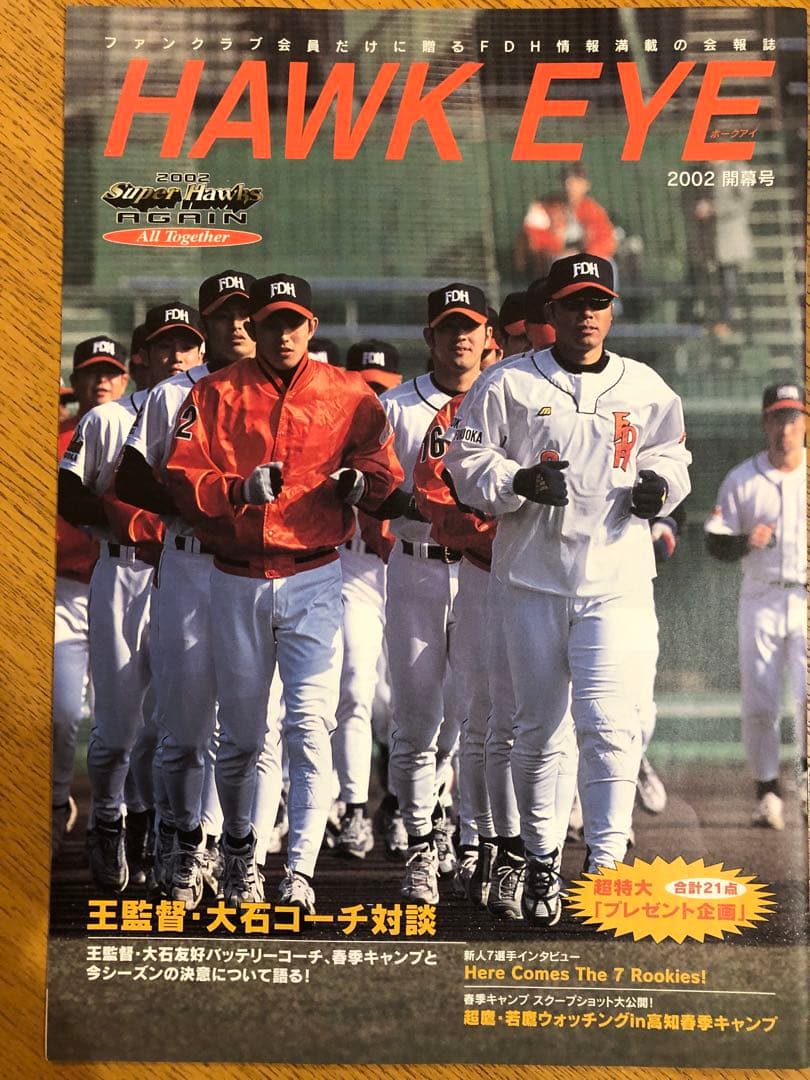 ファンクラブ会員だけに贈るFDH情報満載の会報誌
HAWK EYE
ホークアイ
2002 開幕号
2002
Super Hawks
AGAIN
All Together
FDH
FDH
FDH
FDH
FDH
FDH
FDH
2
16
FDH
超特大 合計21点
「プレゼント企画」
王監督・大石コーチ対談
王監督・大石友好バッテリーコーチ、春季キャンプと
今シーズンの決意について語る!
新人7選手インタビュー
Here Comes The 7 Rookies!
春季キャンプ スクープショット大公開!
超鷹・若鷹ウォッチングin高知春季キャンプ